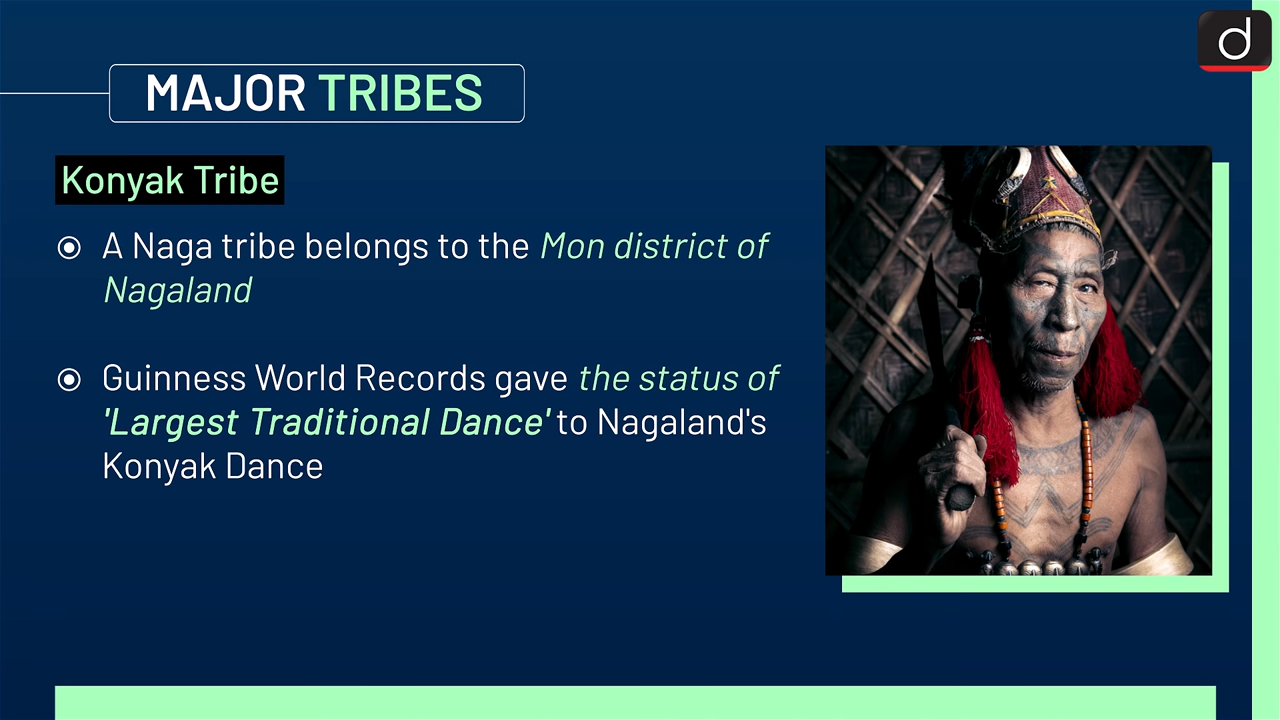 d
MAJOR TRIBES
Konyak Tribe
A Naga tribe belongs to the Mon district of
Nagaland
Guinness World Records gave the status of
'Largest Traditional Dance' to Nagaland's
Konyak Dance